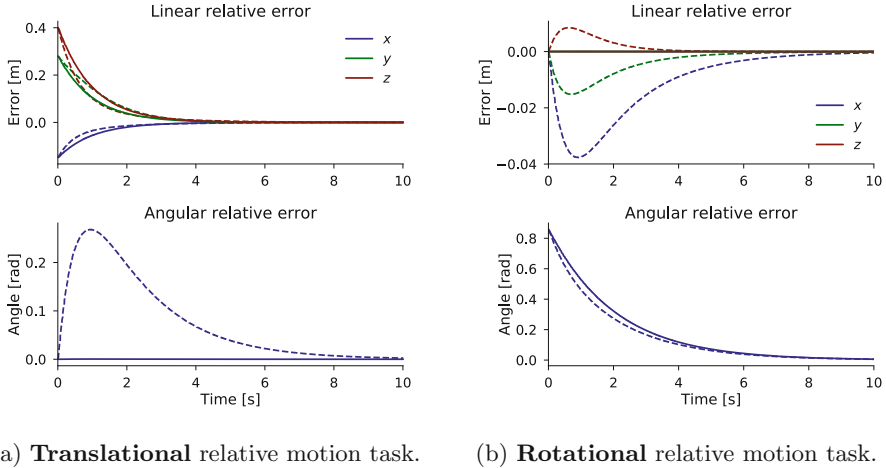 Linear relative error
0.4
0.2
0.0
Error [m]
x
y
z
0 2 4 6 8 10
Angular relative error
0.2
0.1
0.0
Angle [rad]
0 2 4 6 8 10
Time [s]
a) Translational relative motion task.
Linear relative error
0.00
−0.02
−0.04
Error [m]
x
y
z
0 2 4 6 8 10
Angular relative error
0.8
0.6
0.4
0.2
0.0
Angle [rad]
0 2 4 6 8 10
Time [s]
(b) Rotational relative motion task.